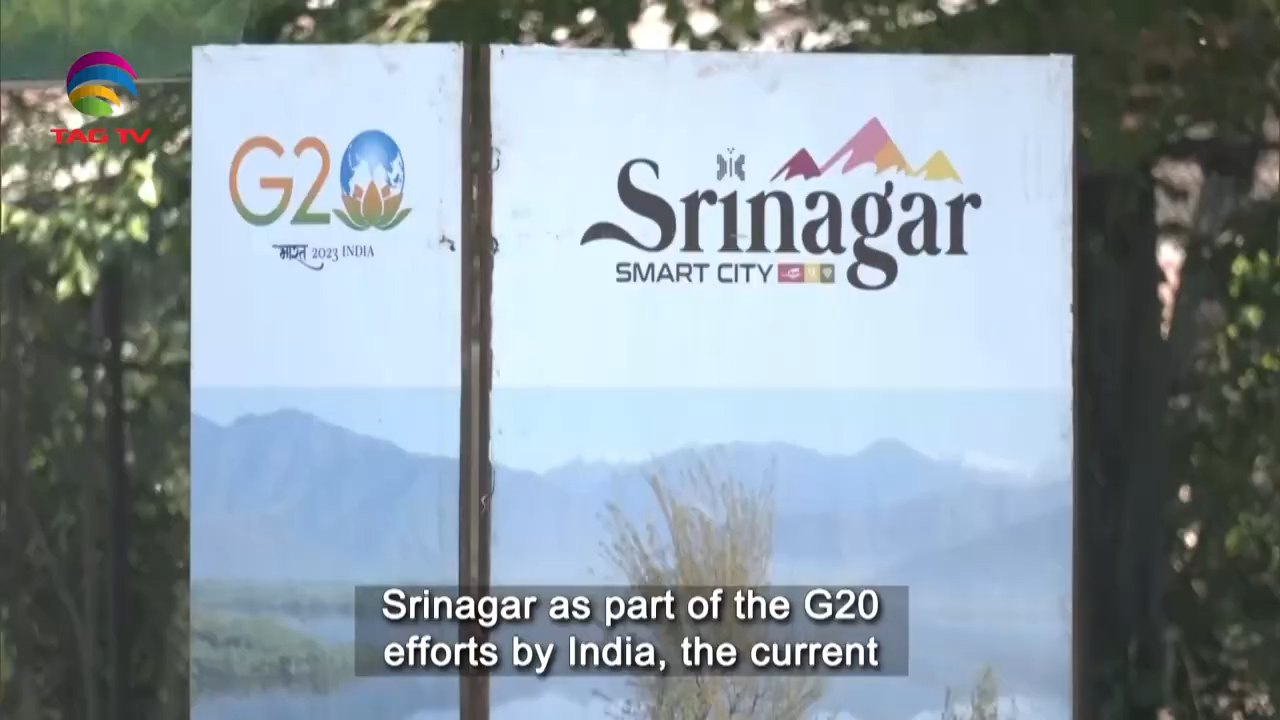 TAG TV
G20
भारत 2023 INDIA
Srinagar
SMART CITY
Srinagar as part of the G20
efforts by India, the current